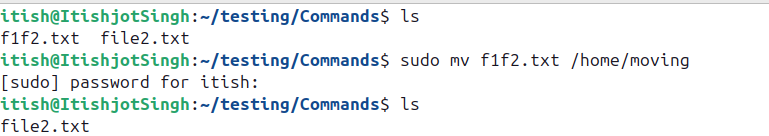 itish@ItishjotSingh:~/testing/Commands$ ls
f1f2.txt  file2.txt
itish@ItishjotSingh:~/testing/Commands$ sudo mv f1f2.txt /home/moving
[sudo] password for itish:
itish@ItishjotSingh:~/testing/Commands$ ls
file2.txt